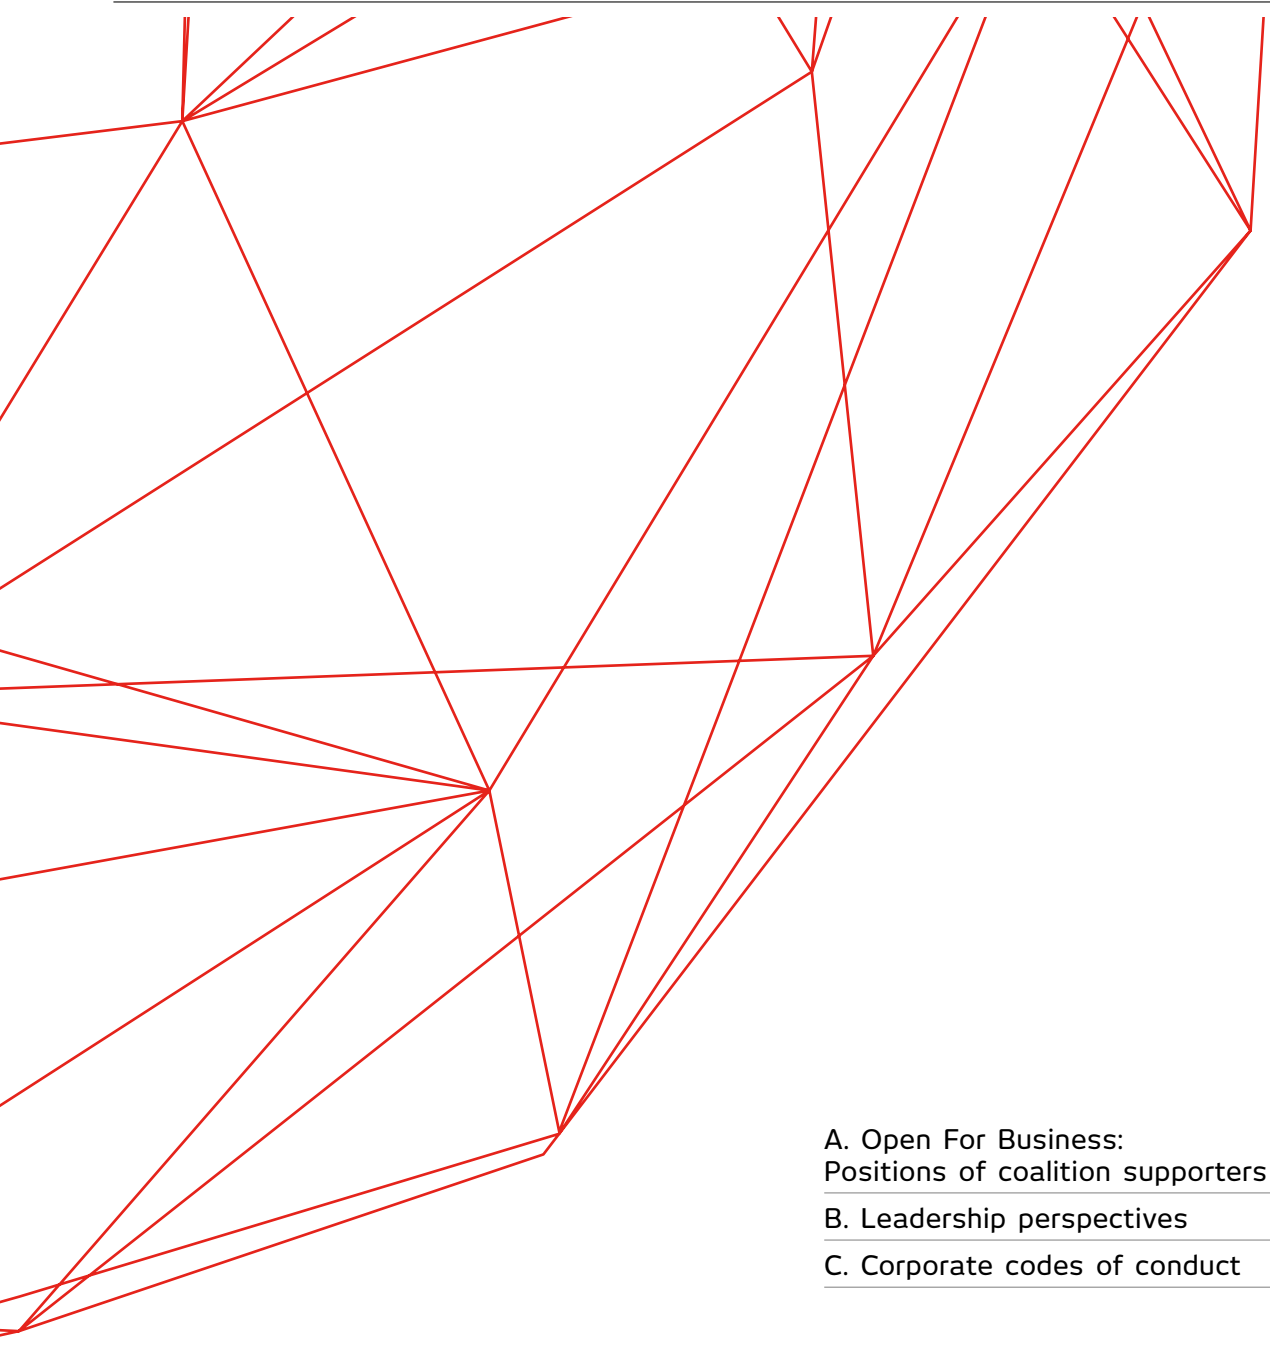 A. Open For Business:
Positions of coalition supporters
B. Leadership perspectives
C. Corporate codes of conduct